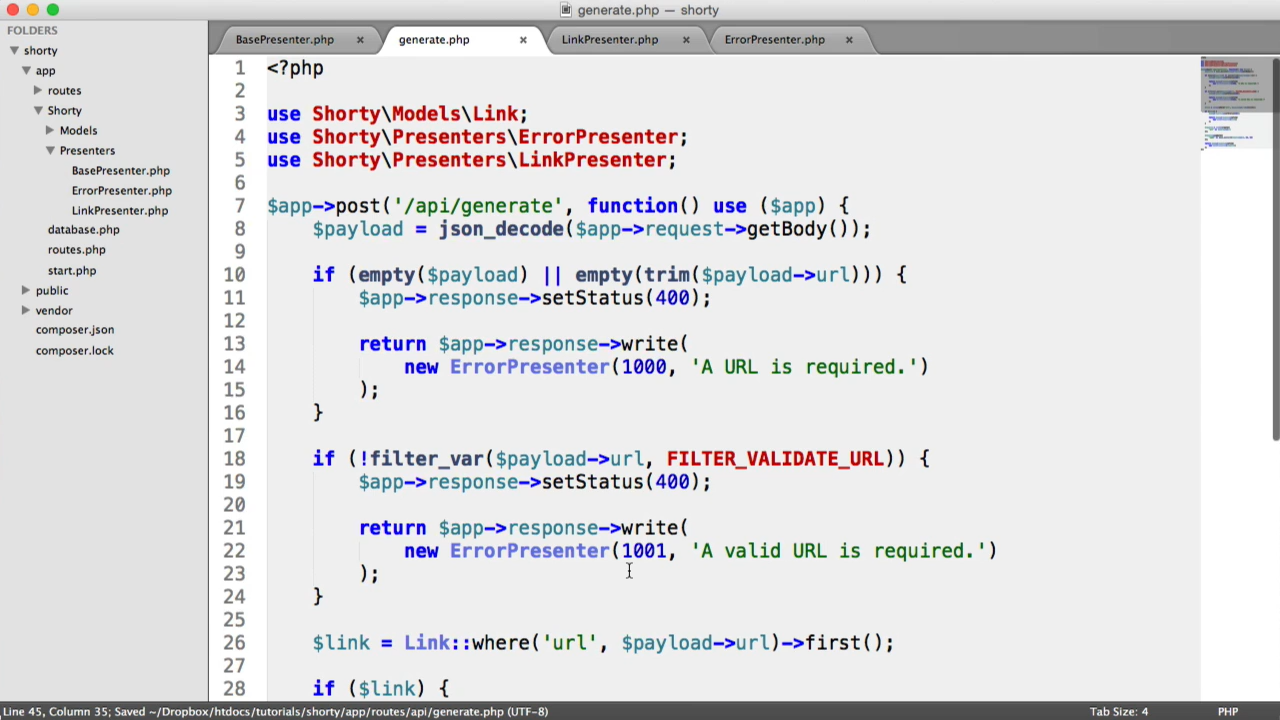 generate.php — shorty
FOLDERS
shorty
app
routes
Shorty
Models
Presenters
BasePresenter.php
ErrorPresenter.php
LinkPresenter.php
database.php
routes.php
start.php
public
vendor
composer.json
composer.lock
BasePresenter.php × generate.php × LinkPresenter.php × ErrorPresenter.php ×
1 <?php
2
3 use Shorty\Models\Link;
4 use Shorty\Presenters\ErrorPresenter;
5 use Shorty\Presenters\LinkPresenter;
6
7 $app->post('/api/generate', function() use ($app) {
8     $payload = json_decode($app->request->getBody());
9
10     if (empty($payload) || empty(trim($payload->url))) {
11         $app->response->setStatus(400);
12
13         return $app->response->write(
14             new ErrorPresenter(1000, 'A URL is required.')
15         );
16     }
17
18     if (!filter_var($payload->url, FILTER_VALIDATE_URL)) {
19         $app->response->setStatus(400);
20
21         return $app->response->write(
22             new ErrorPresenter(1001, 'A valid URL is required.')
23         );
24     }
25
26     $link = Link::where('url', $payload->url)->first();
27
28     if ($link) {
Line 45, Column 35; Saved ~/Dropbox/htdocs/tutorials/shorty/app/routes/api/generate.php (UTF-8) Tab Size: 4 PHP